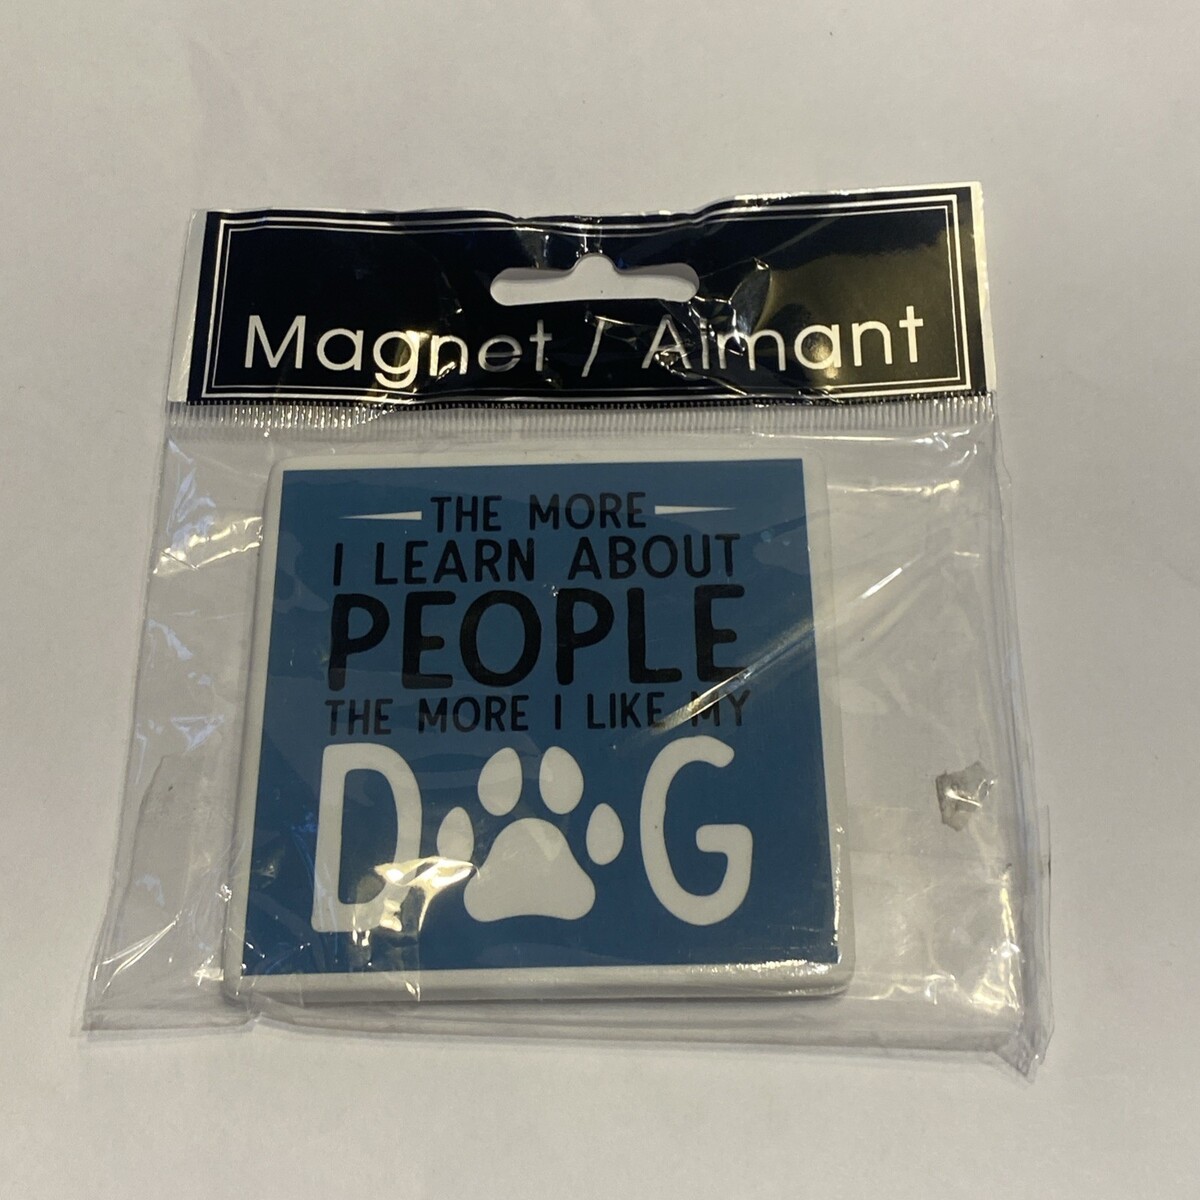 Magnet / Aimant
THE MORE
I LEARN ABOUT
PEOPLE
THE MORE I LIKE MY
DOG